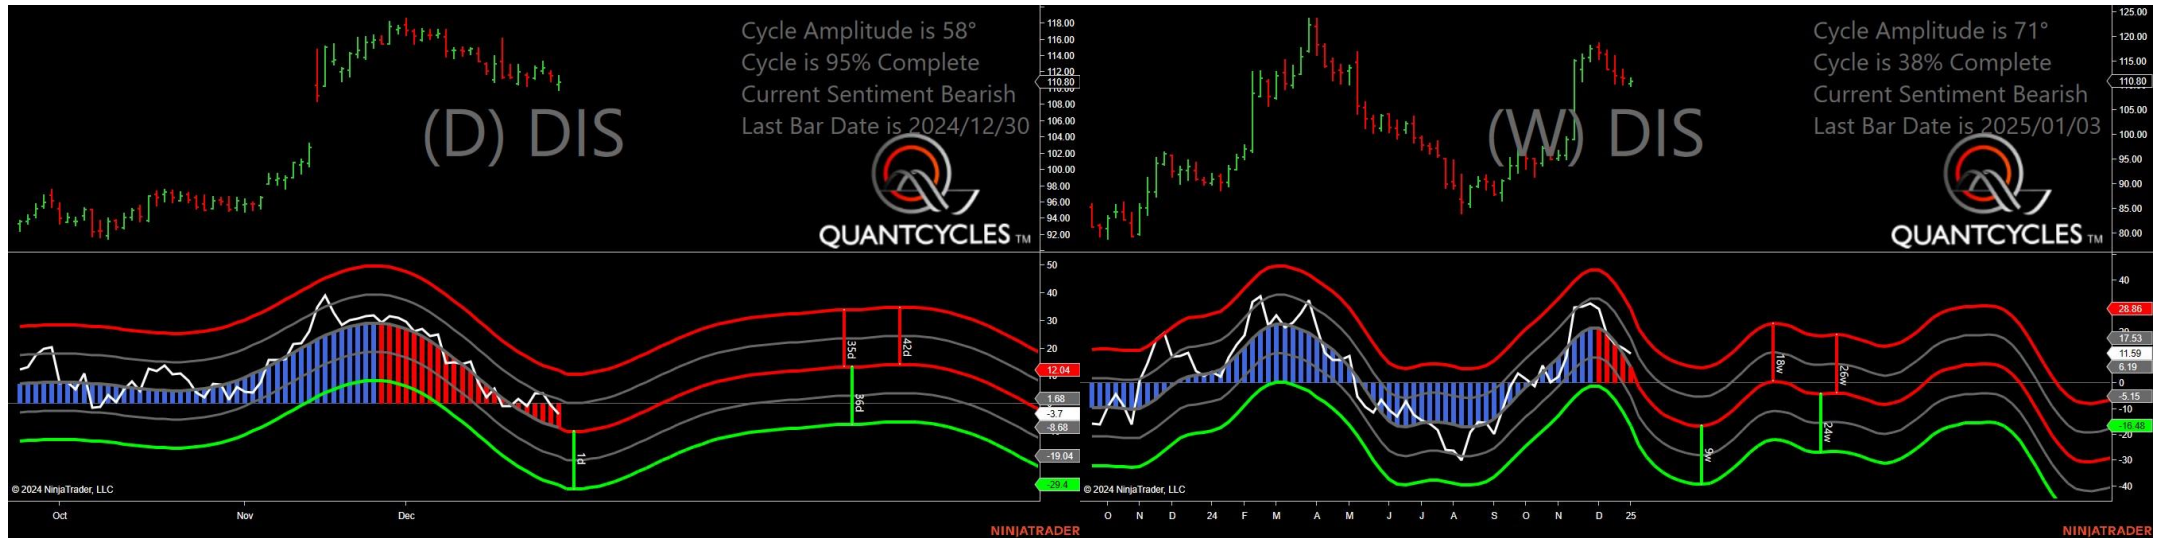 Cycle Amplitude is 58°
Cycle is 95% Complete
Current Sentiment Bearish
Last Bar Date is 2024/12/30
(D) DIS
QUANTCYCLES TM
118.00
116.00
114.00
112.00
110.80
108.00
106.00
104.00
102.00
100.00
98.00
96.00
94.00
92.00
50
40
30
20
12.04
1.68
-3.7
-8.68
-19.04
-29.4
35d
42d
36d
1d
© 2024 NinjaTrader, LLC
Oct Nov Dec
NINJATRADER
Cycle Amplitude is 71°
Cycle is 38% Complete
Current Sentiment Bearish
Last Bar Date is 2025/01/03
(W) DIS
QUANTCYCLES TM
125.00
120.00
115.00
110.80
105.00
100.00
95.00
90.00
85.00
80.00
40
28.86
17.53
11.59
6.19
0
-5.15
-10
-16.48
-20
-30
-40
18w
26w
9w
24w
© 2024 NinjaTrader, LLC
O N D 24 F M A M J J A S O N D 25
NINJATRADER